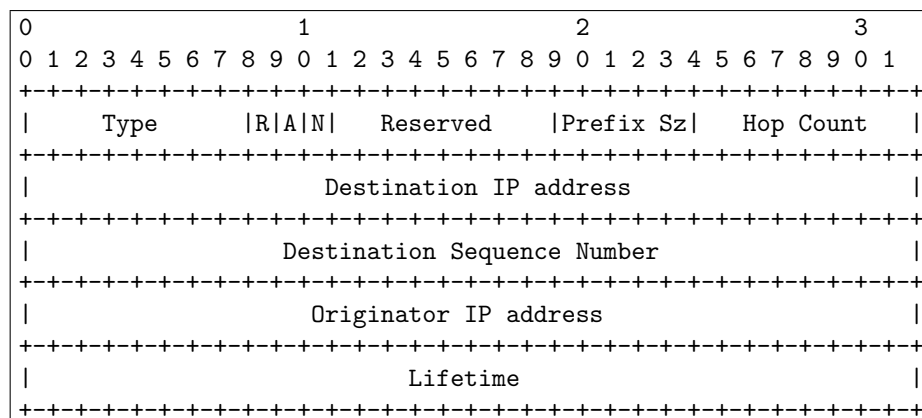 0                   1                   2                   3
0 1 2 3 4 5 6 7 8 9 0 1 2 3 4 5 6 7 8 9 0 1 2 3 4 5 6 7 8 9 0 1
+-+-+-+-+-+-+-+-+-+-+-+-+-+-+-+-+-+-+-+-+-+-+-+-+-+-+-+-+-+-+-+-+
|     Type      |R|A|N|   Reserved    |Prefix Sz|   Hop Count   |
+-+-+-+-+-+-+-+-+-+-+-+-+-+-+-+-+-+-+-+-+-+-+-+-+-+-+-+-+-+-+-+-+
|                     Destination IP address                    |
+-+-+-+-+-+-+-+-+-+-+-+-+-+-+-+-+-+-+-+-+-+-+-+-+-+-+-+-+-+-+-+-+
|                  Destination Sequence Number                  |
+-+-+-+-+-+-+-+-+-+-+-+-+-+-+-+-+-+-+-+-+-+-+-+-+-+-+-+-+-+-+-+-+
|                    Originator IP address                      |
+-+-+-+-+-+-+-+-+-+-+-+-+-+-+-+-+-+-+-+-+-+-+-+-+-+-+-+-+-+-+-+-+
|                           Lifetime                            |
+-+-+-+-+-+-+-+-+-+-+-+-+-+-+-+-+-+-+-+-+-+-+-+-+-+-+-+-+-+-+-+-+